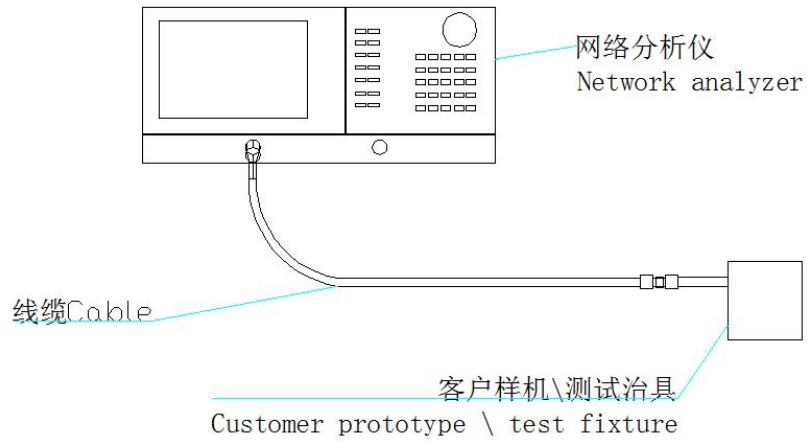 网络分析仪
Network analyzer
线缆Cable
客户样机\测试治具
Customer prototype \ test fixture